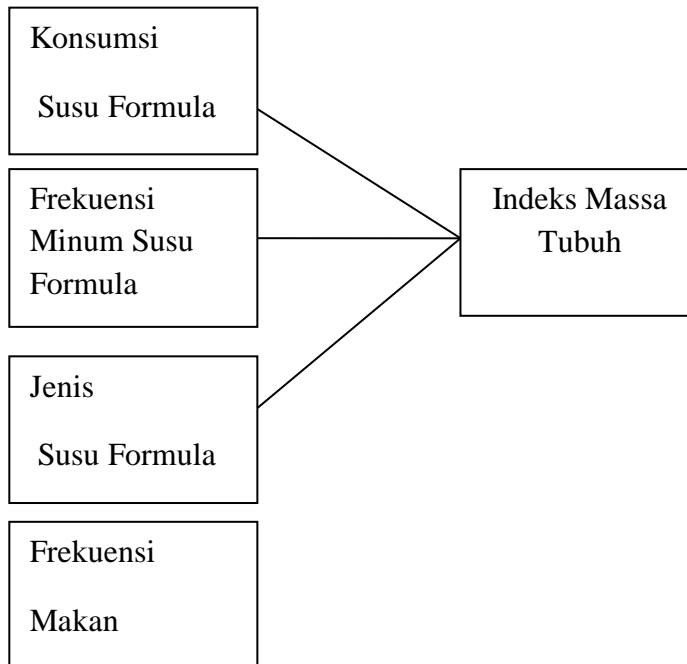 Konsumsi
Susu Formula
Frekuensi
Minum Susu
Formula
Indeks Massa
Tubuh
Jenis
Susu Formula
Frekuensi
Makan